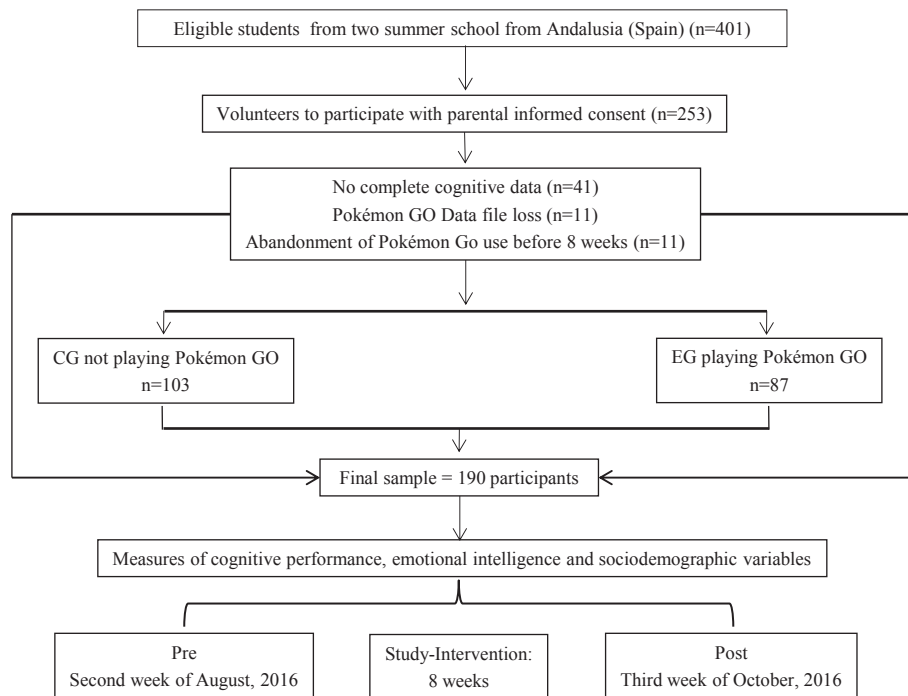 Eligible students from two summer school from Andalusia (Spain) (n=401)
Volunteers to participate with parental informed consent (n=253)
No complete cognitive data (n=41)
Pokémon GO Data file loss (n=11)
Abandonment of Pokémon Go use before 8 weeks (n=11)
CG not playing Pokémon GO
n=103
EG playing Pokémon GO
n=87
Final sample = 190 participants
Measures of cognitive performance, emotional intelligence and sociodemographic variables
Pre
Second week of August, 2016
Study-Intervention:
8 weeks
Post
Third week of October, 2016